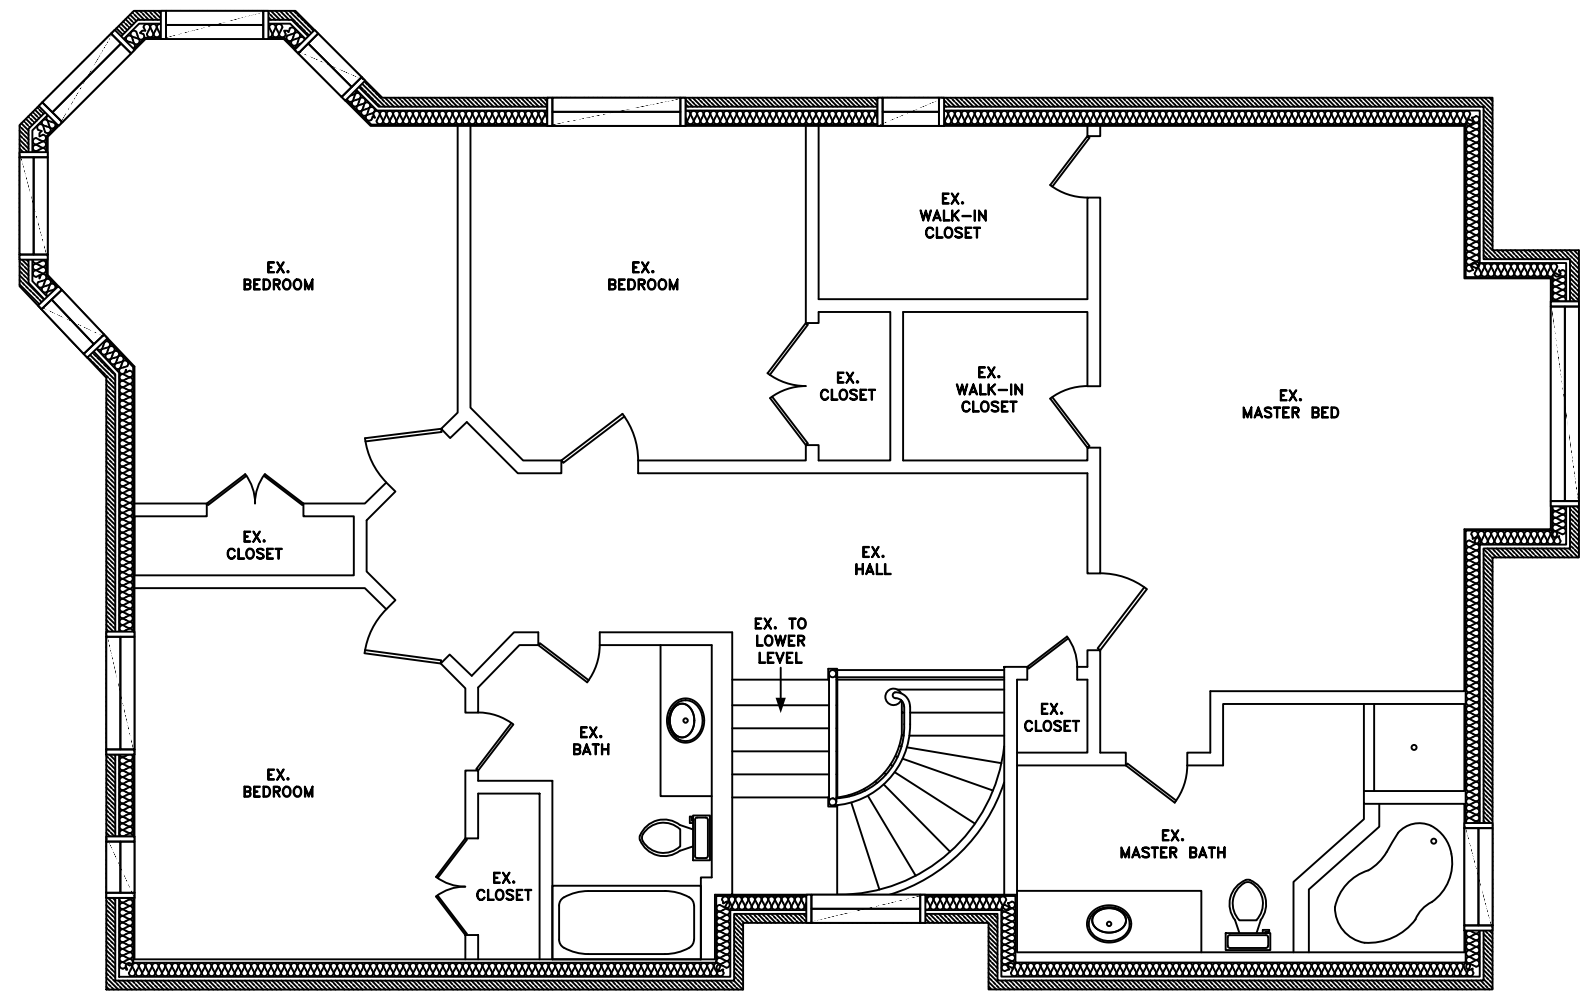 EX.
WALK-IN
CLOSET
EX.
BEDROOM
EX.
BEDROOM
EX.
CLOSET
EX.
WALK-IN
CLOSET
EX.
MASTER BED
EX.
CLOSET
EX.
HALL
EX. TO
LOWER
LEVEL
EX.
CLOSET
EX.
BATH
EX.
BEDROOM
EX.
MASTER BATH
EX.
CLOSET